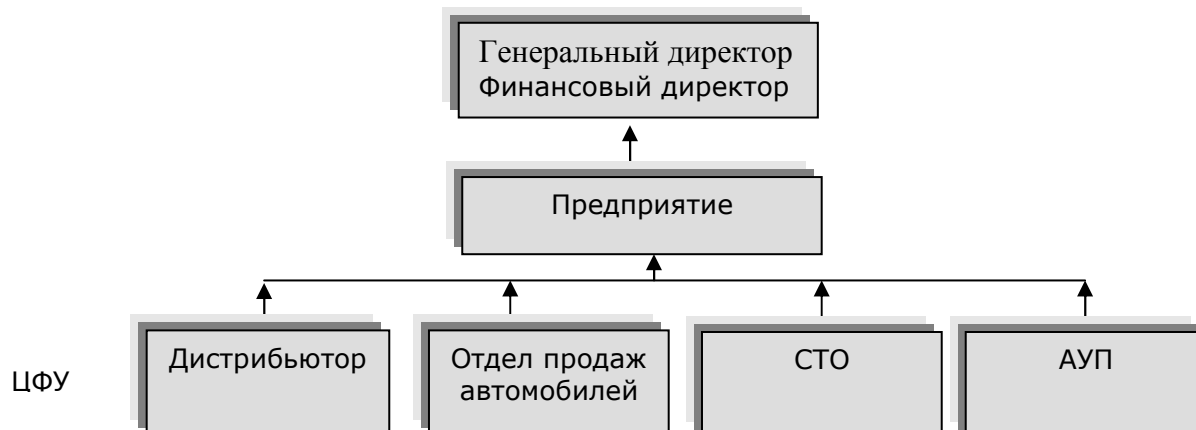 Генеральный директор
Финансовый директор
Предприятие
ЦФУ
Дистрибьютор
Отдел продаж
автомобилей
СТО
АУП